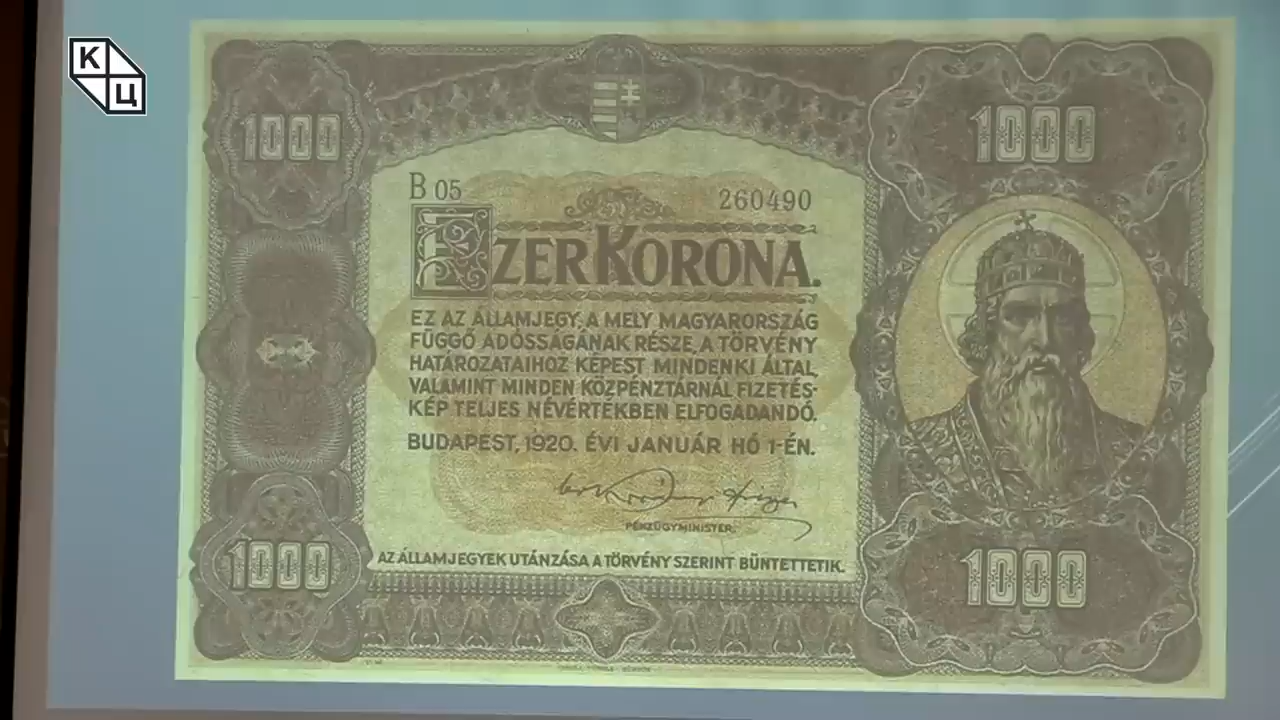 К
Ц
1000
1000
B 05
260490
EZER KORONA.
EZ AZ ÁLLAMJEGY, A MELY MAGYARORSZÁG
FÜGGŐ ADÓSSÁGÁNAK RÉSZE, A TÖRVÉNY
HATÁROZATAIHOZ KÉPEST MINDENKI ÁLTAL,
VALAMINT MINDEN KÖZPÉNZTÁRNÁL FIZETÉS-
KÉP TELJES NÉVÉRTÉKBEN ELFOGADANDÓ.
BUDAPEST, 1920. ÉVI JANUÁR HÓ 1-ÉN.
PÉNZÜGYMINISTER.
AZ ÁLLAMJEGYEK UTÁNZÁSA A TÖRVÉNY SZERINT BÜNTETTETIK.
1000
1000